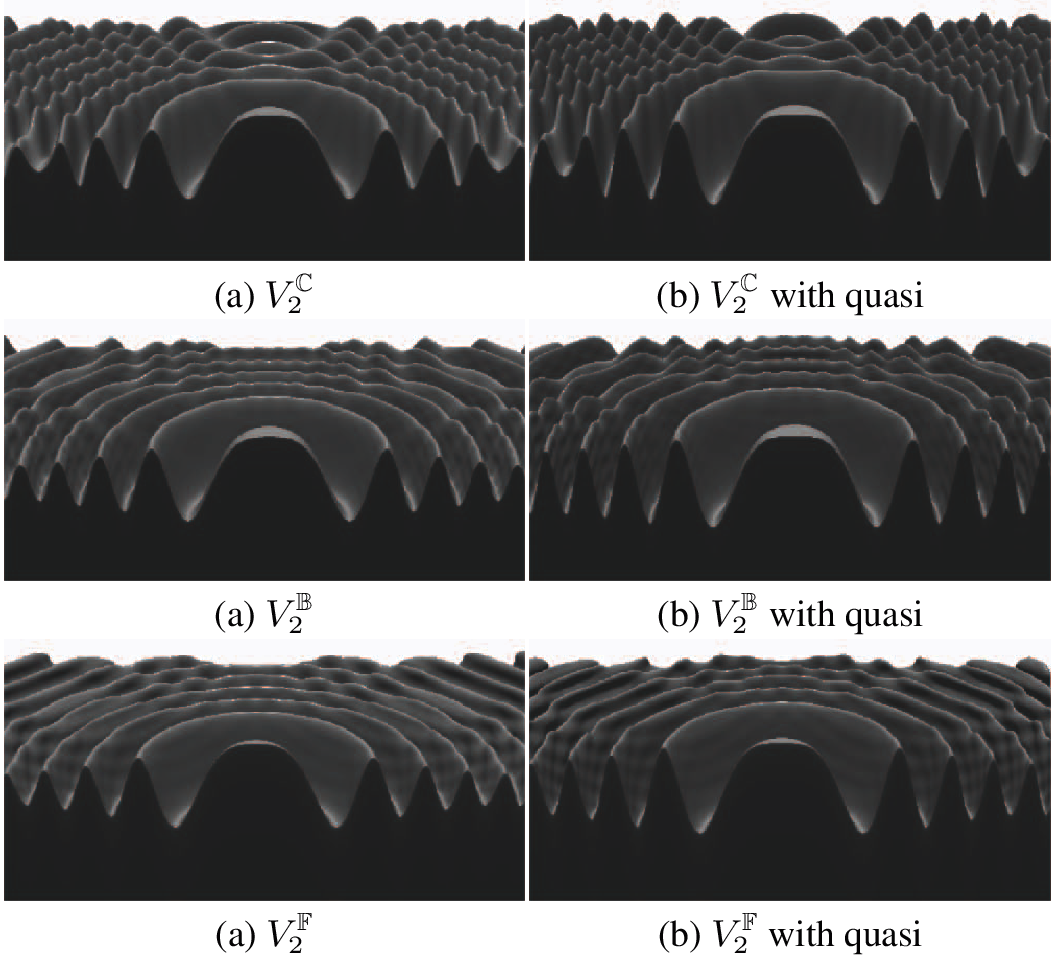 (a) $V_2^{\mathbb{C}}$
(b) $V_2^{\mathbb{C}}$ with quasi
(a) $V_2^{\mathbb{B}}$
(b) $V_2^{\mathbb{B}}$ with quasi
(a) $V_2^{\mathbb{F}}$
(b) $V_2^{\mathbb{F}}$ with quasi